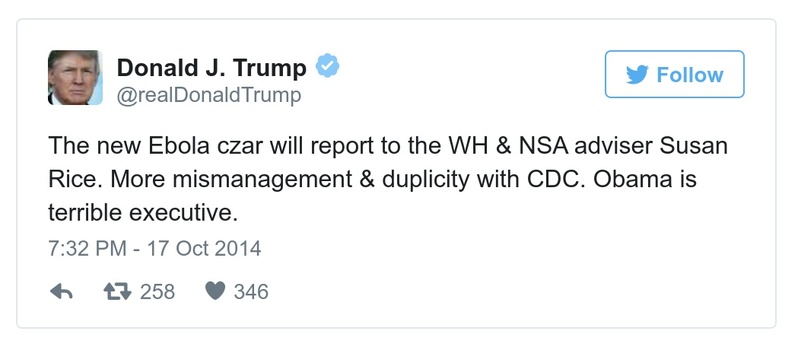 Donald J. Trump
@realDonaldTrump
Follow
The new Ebola czar will report to the WH & NSA adviser Susan
Rice. More mismanagement & duplicity with CDC. Obama is
terrible executive.
7:32 PM - 17 Oct 2014
258 346